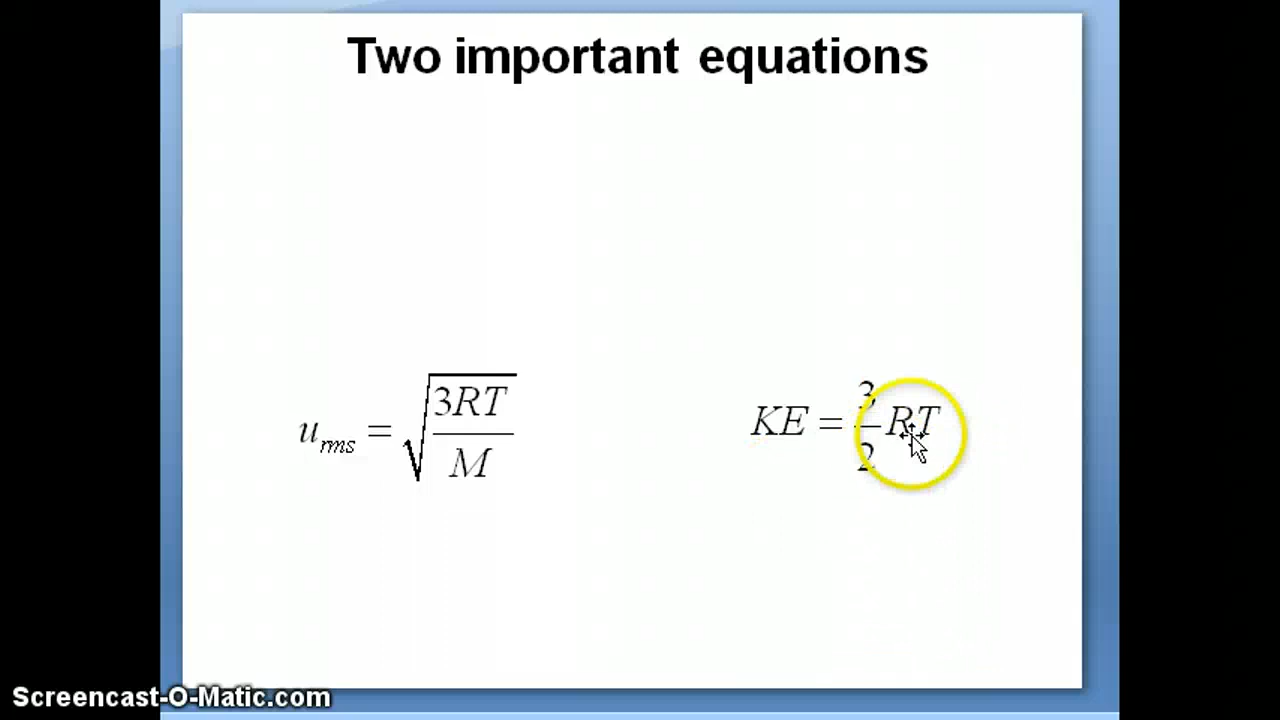 Two important equations
u_rms = √(3RT/M)
KE = 3/2 RT
Screencast-O-Matic.com